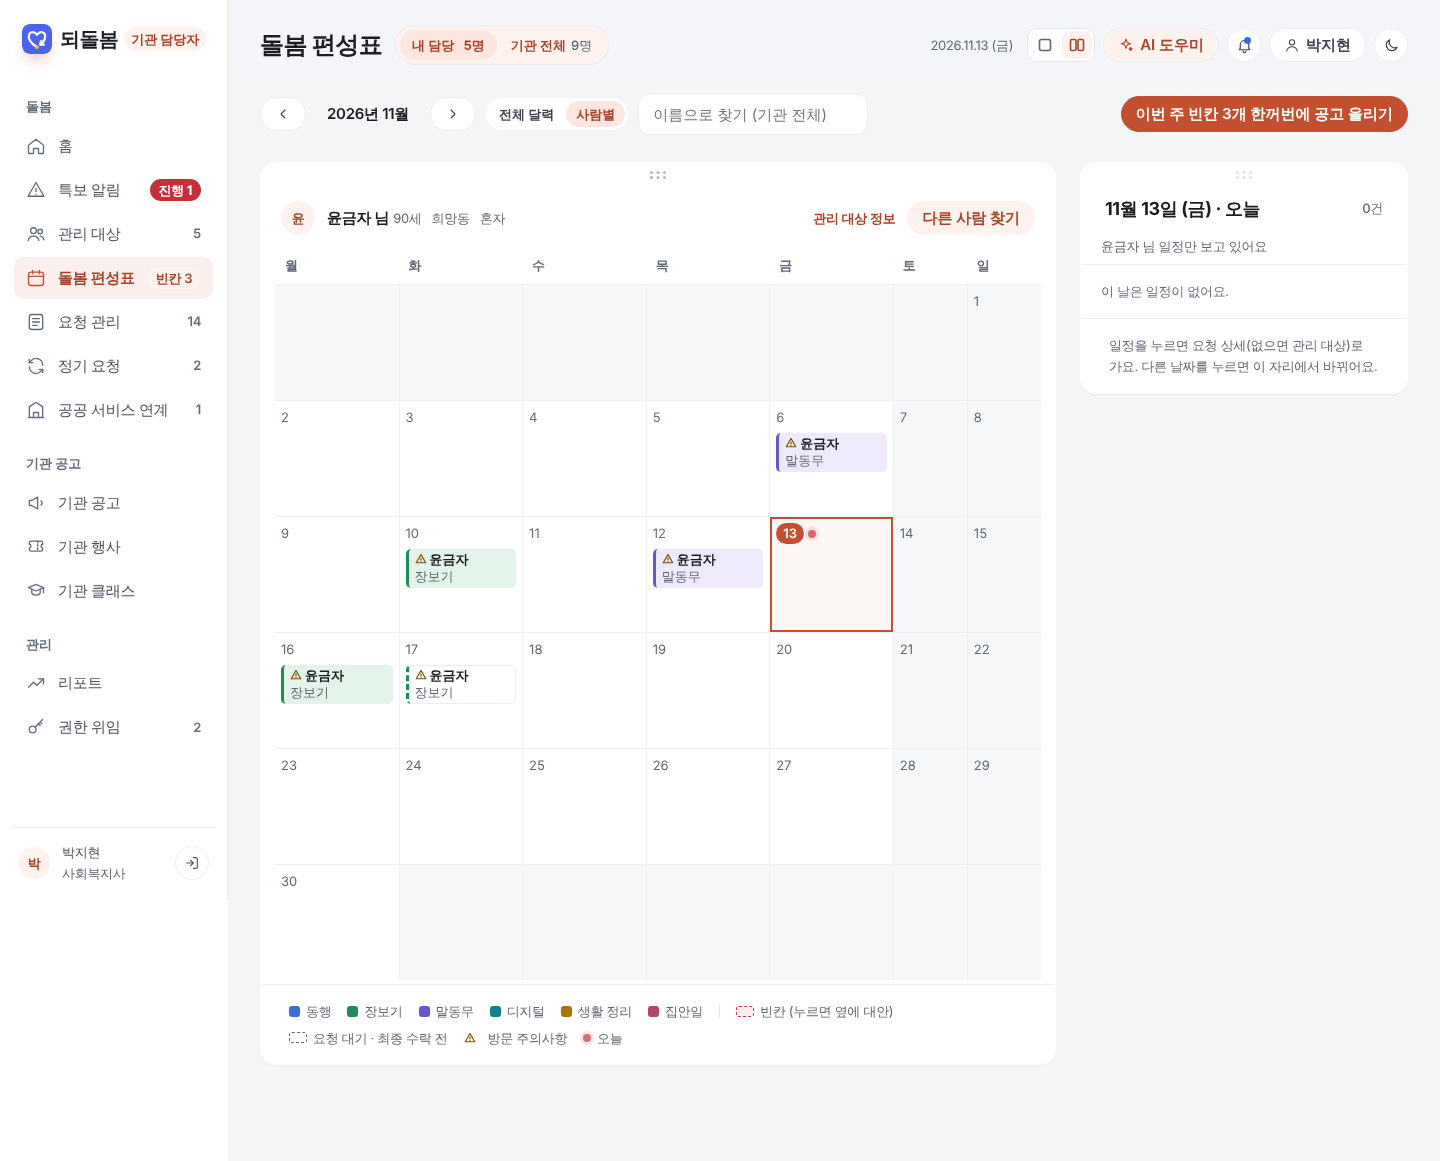 되돌봄 기관 담당자
돌봄
홈
특보 알림 진행 1
관리 대상 5
돌봄 편성표 빈칸 3
요청 관리 14
정기 요청 2
공공 서비스 연계 1
기관 공고
기관 공고
기관 행사
기관 클래스
관리
리포트
권한 위임 2
박 박지현
사회복지사
돌봄 편성표 내 담당 5명 기관 전체 9명 2026.11.13 (금) AI 도우미 박지현
2026년 11월 전체 달력 사람별 이름으로 찾기 (기관 전체) 이번 주 빈칸 3개 한꺼번에 공고 올리기
윤 윤금자 님 90세 희망동 혼자 관리 대상 정보 다른 사람 찾기
월 화 수 목 금 토 일
1
2 3 4 5 6 7 8
윤금자
말동무
9 10 11 12 13 14 15
윤금자 윤금자
장보기 말동무
16 17 18 19 20 21 22
윤금자 윤금자
장보기 장보기
23 24 25 26 27 28 29
30
동행 장보기 말동무 디지털 생활 정리 집안일 빈칸 (누르면 옆에 대안)
요청 대기 · 최종 수락 전 방문 주의사항 오늘
11월 13일 (금) · 오늘 0건
윤금자 님 일정만 보고 있어요
이 날은 일정이 없어요.
일정을 누르면 요청 상세(없으면 관리 대상)로
가요. 다른 날짜를 누르면 이 자리에서 바뀌어요.